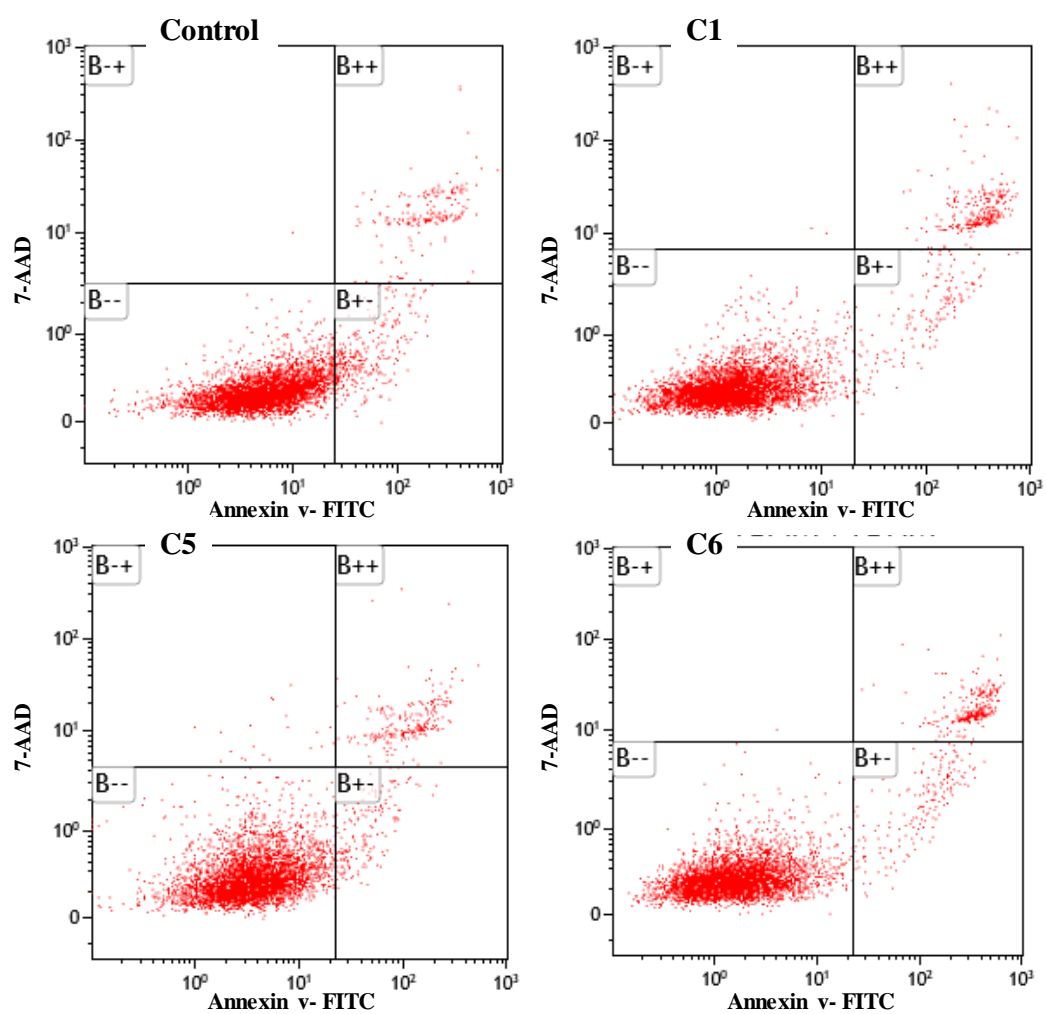 Control
10³
B-+
B++
10²
10¹
B--
B+-
10⁰
0
7-AAD
10⁰ 10¹ 10² 10³
Annexin v- FITC
C1
10³
B-+
B++
10²
10¹
B--
B+-
10⁰
0
7-AAD
10⁰ 10¹ 10² 10³
Annexin v- FITC
C5
10³
B-+
B++
10²
10¹
B--
B+-
10⁰
0
7-AAD
10⁰ 10¹ 10² 10³
Annexin v- FITC
C6
10³
B-+
B++
10²
10¹
B--
B+-
10⁰
0
7-AAD
10⁰ 10¹ 10² 10³
Annexin v- FITC